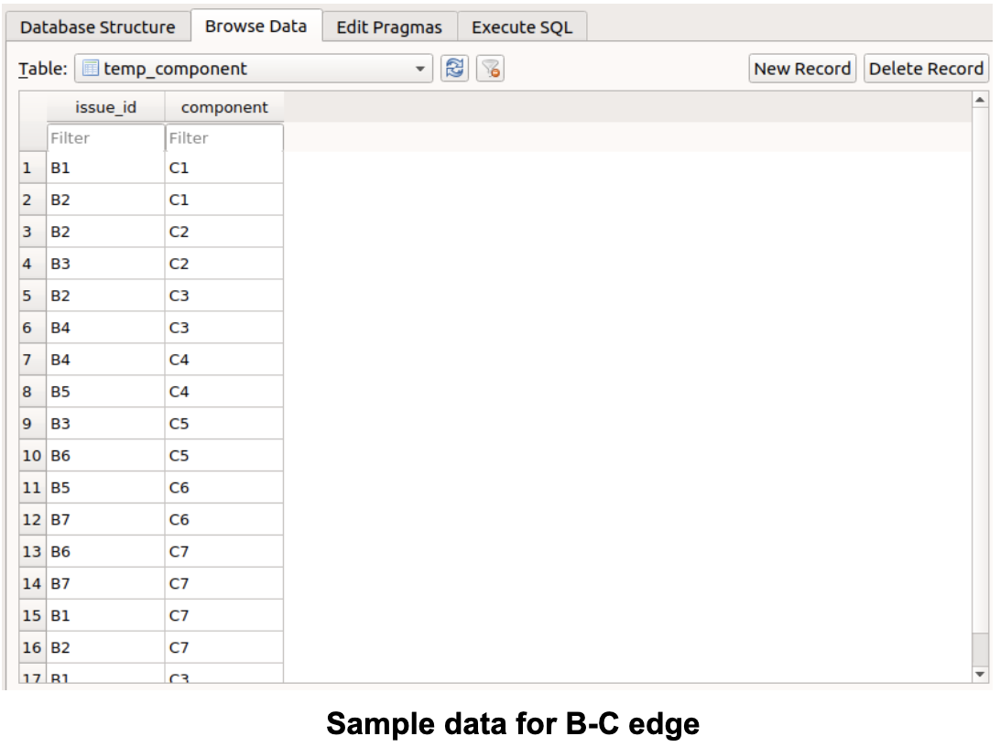 Database Structure Browse Data Edit Pragmas Execute SQL
Table: temp_component New Record Delete Record
issue_id component
Filter Filter
1 B1 C1
2 B2 C1
3 B2 C2
4 B3 C2
5 B2 C3
6 B4 C3
7 B4 C4
8 B5 C4
9 B3 C5
10 B6 C5
11 B5 C6
12 B7 C6
13 B6 C7
14 B7 C7
15 B1 C7
16 B2 C7
17 B1 C3
Sample data for B-C edge